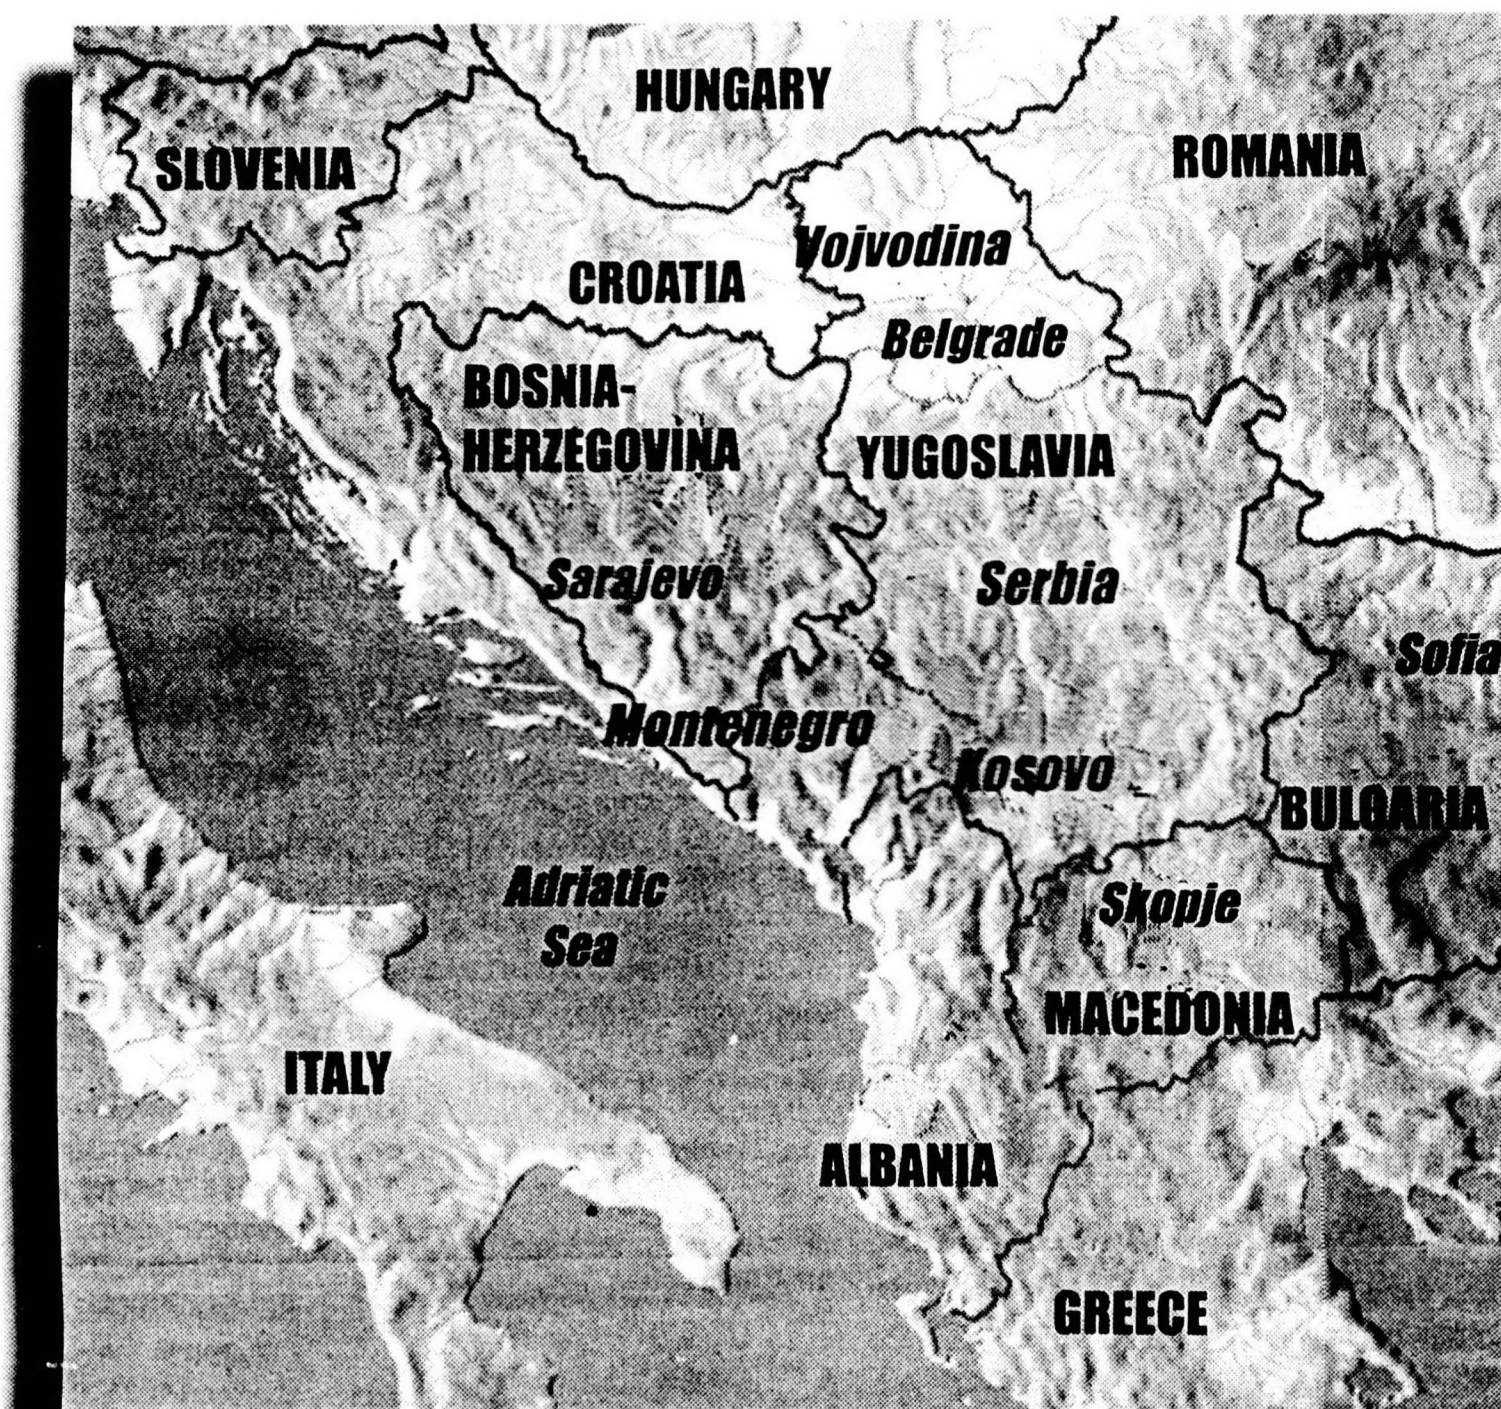 HUNGARY
ROMANIA
SLOVENIA
Vojvodina
CROATIA
Belgrade
BOSNIA-
HERZEGOVINA
YUGOSLAVIA
Sarajevo
Serbia
Sofia
Montenegro
Kosovo
BULGARIA
Adriatic
Sea
Skopje
MACEDONIA
ITALY
ALBANIA
GREECE